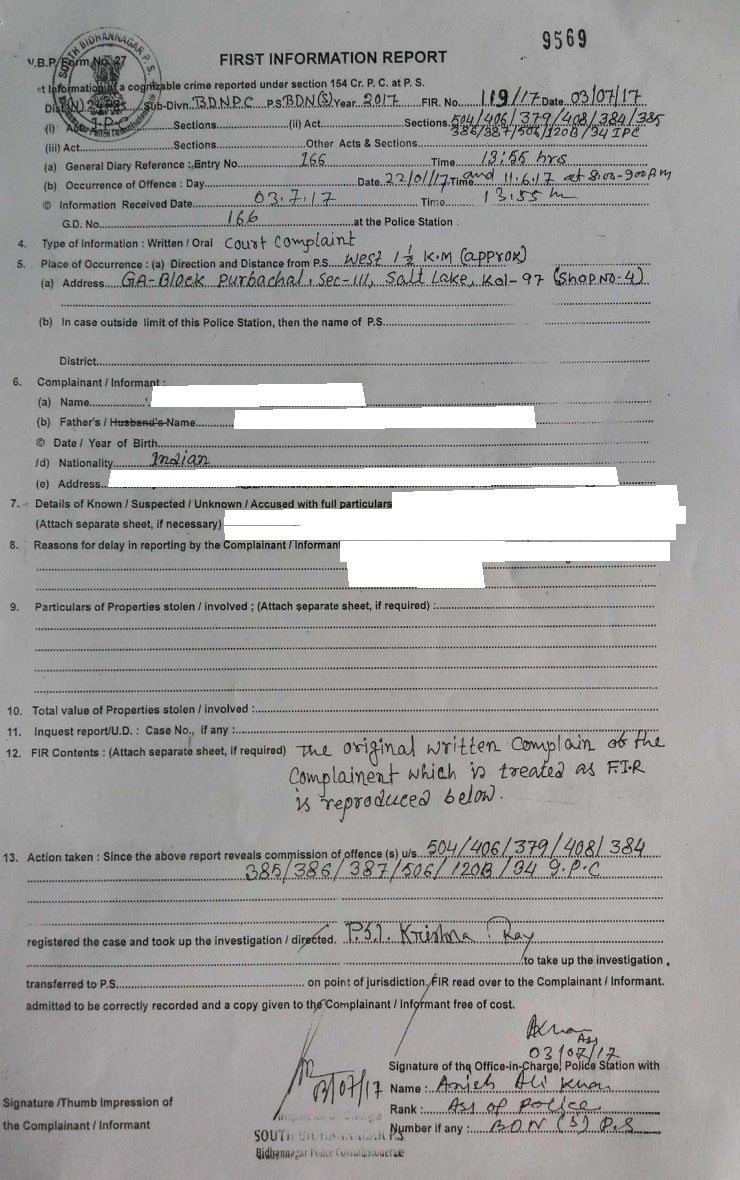 9569
FIRST INFORMATION REPORT
V.B.P. Form No. 27
SOUTH BIDHANNAGAR P.S.
st Information of a cognizable crime reported under section 154 Cr. P. C. at P. S.
Dist (N) 24 PGS Sub-Divn. BDNPC P.S BDN(S) Year 2017 FIR. No. 119/17 Date 03/07/17
(i) Act I.P.C Sections (ii) Act Sections 504/406/379/408/384/385
386/387/506/120B/34 IPC
(iii) Act Sections Other Acts & Sections
(a) General Diary Reference : Entry No 166 Time 13:55 hrs
(b) Occurrence of Offence : Day Date 22/01/17 Time and 11.6.17 at 8:00-9:00 AM
© Information Received Date 03.7.17 Time 13.55 hr
G.D. No. 166 at the Police Station :
4. Type of information : Written / Oral Court Complaint
5. Place of Occurrence : (a) Direction and Distance from P.S. West 1 ½ K.M (approx)
(a) Address GA-Block Purbachal, Sec-III, Salt Lake, Kol-97 (Shop No-4)
(b) In case outside limit of this Police Station, then the name of P.S
District
6. Complainant / Informant :
(a) Name
(b) Father's / Husband's Name
© Date / Year of Birth
/d) Nationality Indian
(e) Address
7. Details of Known / Suspected / Unknown / Accused with full particulars
(Attach separate sheet, if necessary)
8. Reasons for delay in reporting by the Complainant / Informant
9. Particulars of Properties stolen / involved ; (Attach separate sheet, if required) :
10. Total value of Properties stolen / involved :
11. Inquest report/U.D. : Case No., if any :
12. FIR Contents : (Attach separate sheet, if required) The original written Complain of the
Complainent which is treated as F.I.R
is reproduced below.
13. Action taken : Since the above report reveals commission of offence (s) u/s. 504/406/379/408/384
385/386/387/506/120B/34 I.P.C
registered the case and took up the investigation / directed. P.S.I. Krishna Ray
to take up the investigation
transferred to P.S. on point of jurisdiction, FIR read over to the Complainant / Informant.
admitted to be correctly recorded and a copy given to the Complainant / Informant free of cost.
ASI
03/07/17
Signature of the Office-in-Charge, Police Station with
03/07/17
Name : Anish Ali Khan
Signature /Thumb Impression of
Rank : ASI of Police
the Complainant / Informant
Number if any : BDN (S) P.S
SOUTH BIDHANNAGAR P.S.
Bidhannagar Police Commissionerate